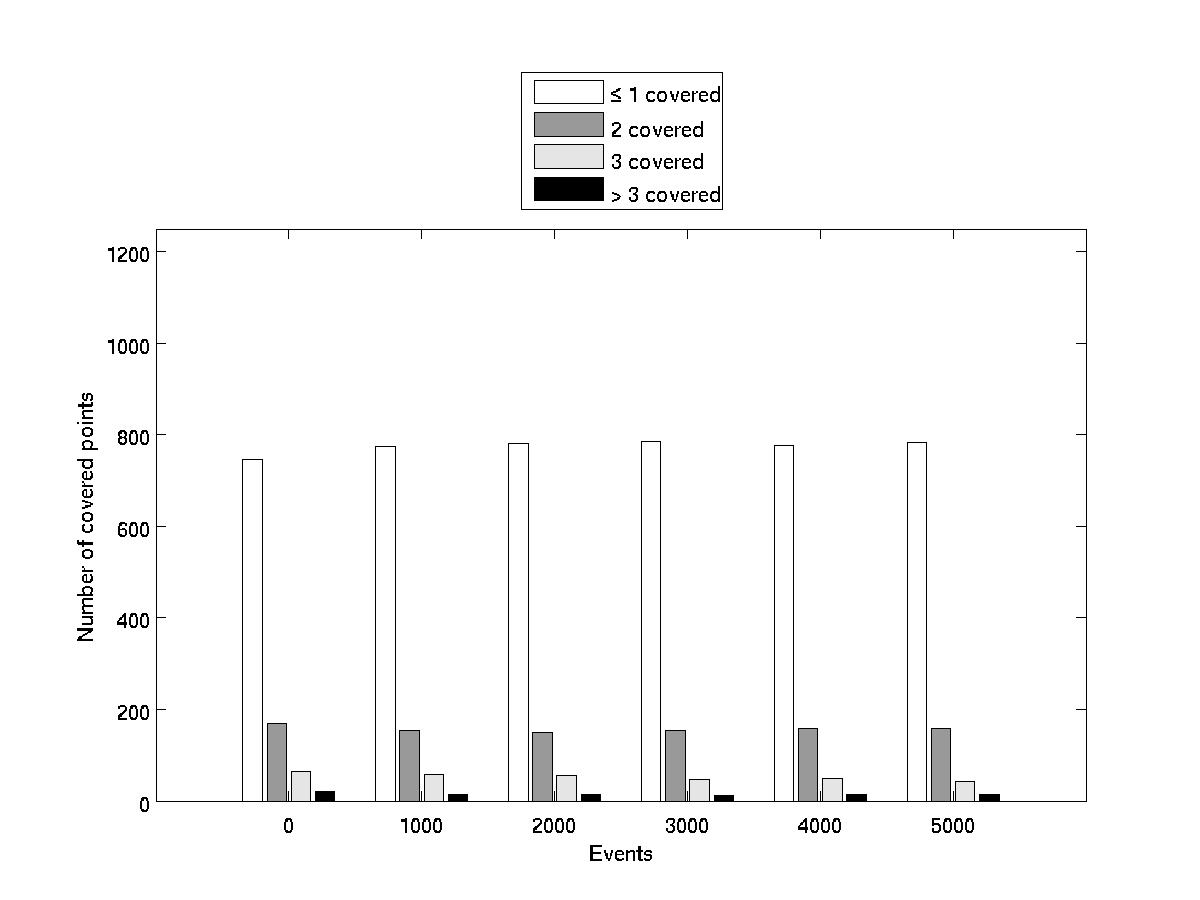 ≤ 1 covered
2 covered
3 covered
> 3 covered
1200
1000
800
600
400
200
0
Number of covered points
0 1000 2000 3000 4000 5000
Events